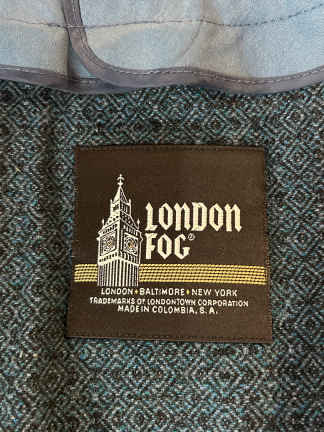 LONDON
FOG®
LONDON • BALTIMORE • NEW YORK
TRADEMARKS OF LONDONTOWN CORPORATION
MADE IN COLOMBIA, S. A.